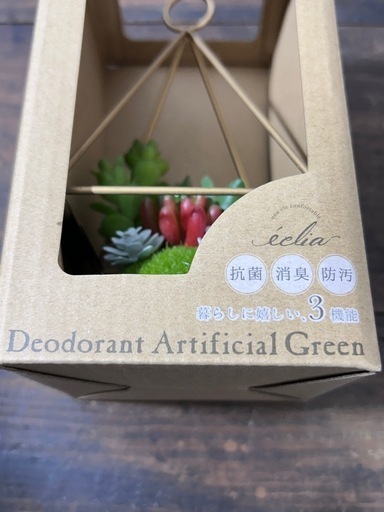 éclia
抗菌 消臭 防汚
暮らしに嬉しい、3機能
Deodorant Artificial Green